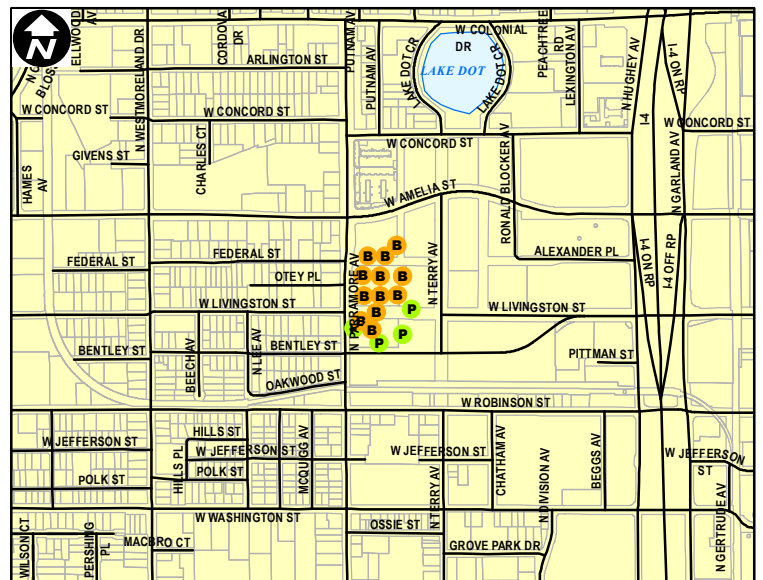 N
ELLWOOD
AV
N O
BLOS
N WESTMORELAND DR
CORDOVA
DR
PUTNAM AV
PUTNAM AV
LAKE DOT CR
W COLONIAL
DR
LAKE DOT
LAKE DOT CR
PEACHTREE
RD
LEXINGTON AV
N HUGHEY AV
I-4
I-4 ON RP
ARLINGTON ST
W CONCORD ST
W CONCORD ST
W CONCORD ST
W CONCORD ST
GIVENS ST
CHARLES CT
HAMES
AV
W AMELIA ST
RONALD BLOCKER AV
N GARLAND AV
FEDERAL ST
FEDERAL ST
OTEY PL
N PARRAMORE AV
N TERRY AV
ALEXANDER PL
I-4 ON RP
I-4 OFF RP
B
B
B
B
B
B
B
B
B
B
B
B
P
P
P
W LIVINGSTON ST
W LIVINGSTON ST
BENTLEY ST
BEECH AV
N LEE AV
BENTLEY ST
OAKWOOD ST
PITTMAN ST
W ROBINSON ST
W JEFFERSON ST
HILLS ST
W JEFFERSON ST
W JEFFERSON ST
W JEFFERSON
ST
HILLS PL
POLK ST
POLK ST
MCQUGG AV
N TERRY AV
CHATHAM AV
N DIVISION AV
BEGGS AV
N GERTRUDE AV
W WASHINGTON ST
OSSIE ST
WILSON CT
PERSHING
PL
MACBRO CT
GROVE PARK DR